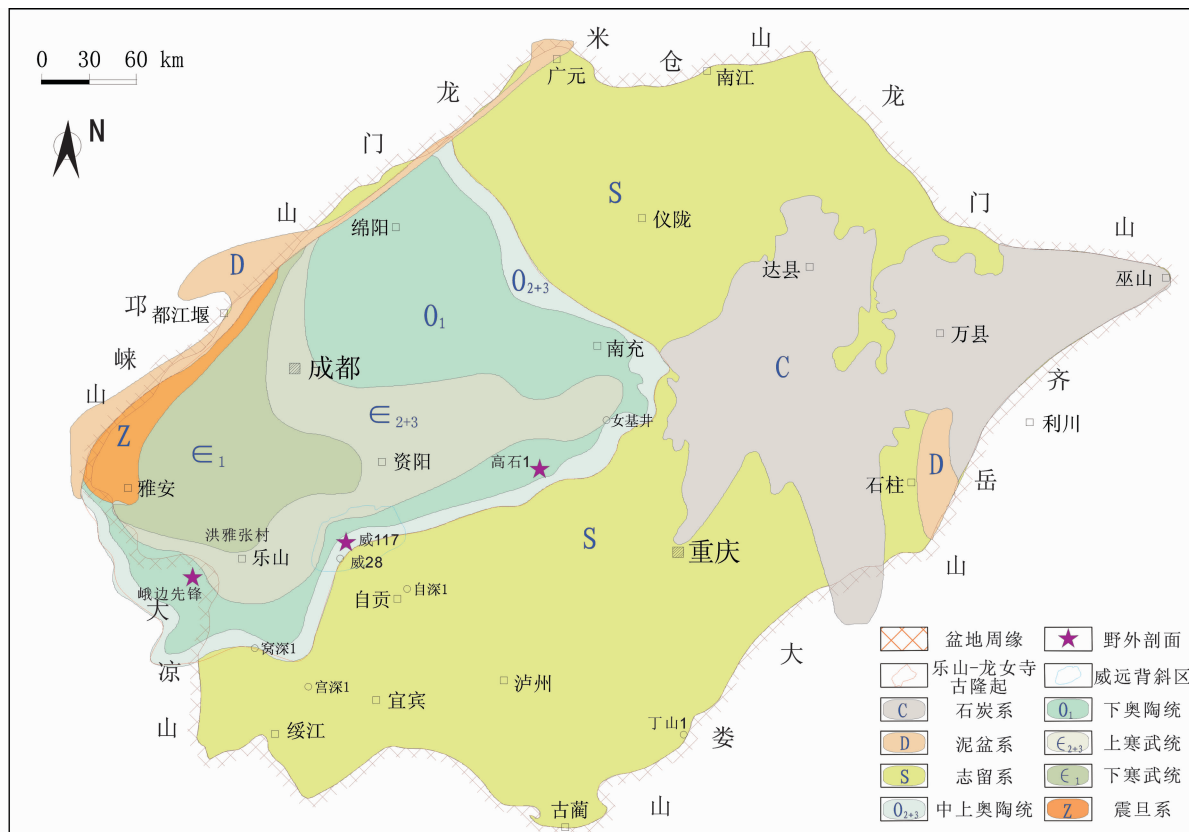 0 30 60 km
N
米
仓
山
龙
门
山
广元
南江
龙
门
山
S
绵阳
仪陇
D
达县
巫山
O2+3
邛
崃
山
都江堰
O1
万县
南充
成都
C
齐
岳
山
∈2+3
女基井
利川
Z
∈1
资阳
高石1
D
雅安
石柱
洪雅张村
威117
S
重庆
乐山
威28
峨边先锋
自深1
自贡
大
凉
山
窝深1
宫深1
宜宾
泸州
绥江
丁山1
大
娄
山
古蔺
盆地周缘
野外剖面
乐山-龙女寺
古隆起
威远背斜区
C 石炭系
O1 下奥陶统
D 泥盆系
∈2+3 上寒武统
S 志留系
∈1 下寒武统
O2+3 中上奥陶统
Z 震旦系